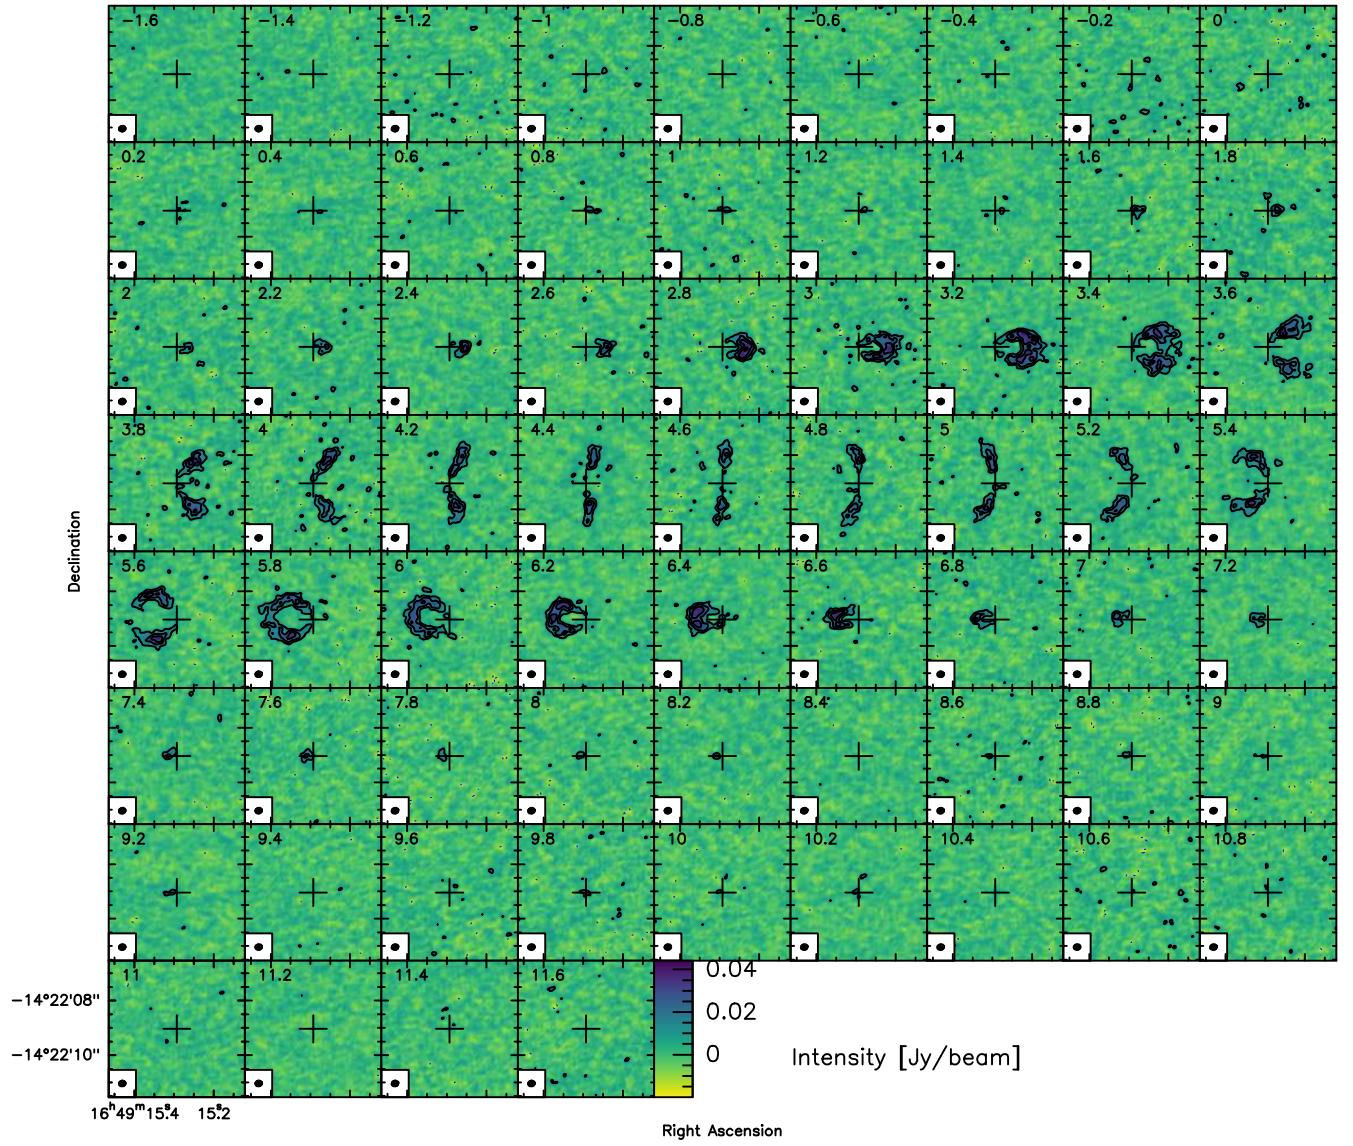 −1.6 −1.4 −1.2 −1 −0.8 −0.6 −0.4 −0.2 0
0.2 0.4 0.6 0.8 1 1.2 1.4 1.6 1.8
2 2.2 2.4 2.6 2.8 3 3.2 3.4 3.6
3.8 4 4.2 4.4 4.6 4.8 5 5.2 5.4
Declination
5.6 5.8 6 6.2 6.4 6.6 6.8 7 7.2
7.4 7.6 7.8 8 8.2 8.4 8.6 8.8 9
9.2 9.4 9.6 9.8 10 10.2 10.4 10.6 10.8
11 11.2 11.4 11.6 0.04
−14°22'08"
0.02
−14°22'10" 0 Intensity [Jy/beam]
16ʰ49ᵐ15ˢ.4 15ˢ.2
Right Ascension